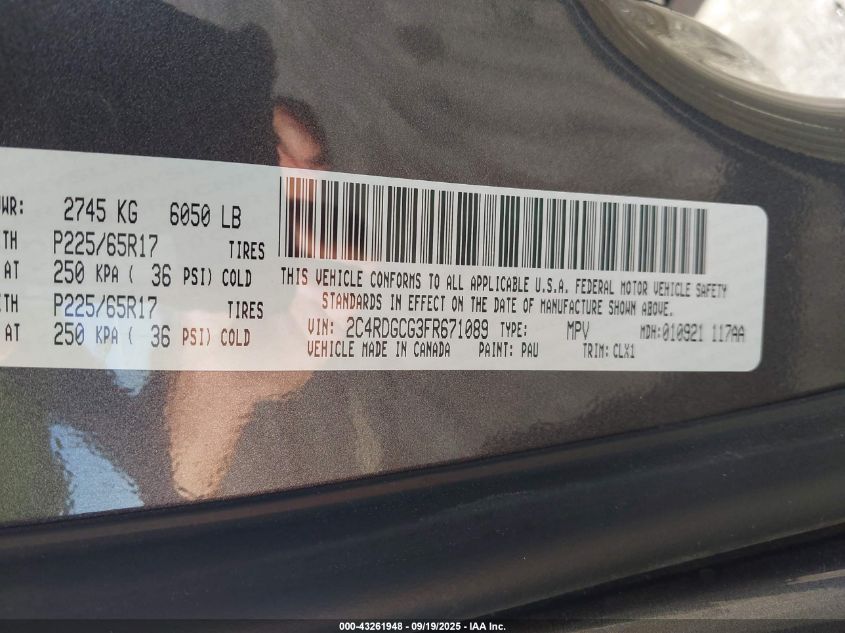 WR: 2745 KG 6050 LB
TH P225/65R17 TIRES
AT 250 KPA ( 36 PSI) COLD
TH P225/65R17 TIRES
AT 250 KPA ( 36 PSI) COLD
THIS VEHICLE CONFORMS TO ALL APPLICABLE U.S.A. FEDERAL MOTOR VEHICLE SAFETY
STANDARDS IN EFFECT ON THE DATE OF MANUFACTURE SHOWN ABOVE.
VIN: 2C4RDGCG3FR671089 TYPE: MPV MDH:010921 117AA
VEHICLE MADE IN CANADA PAINT: PAU TRIM: CLX1
000-43261948 - 09/19/2025 - IAA Inc.